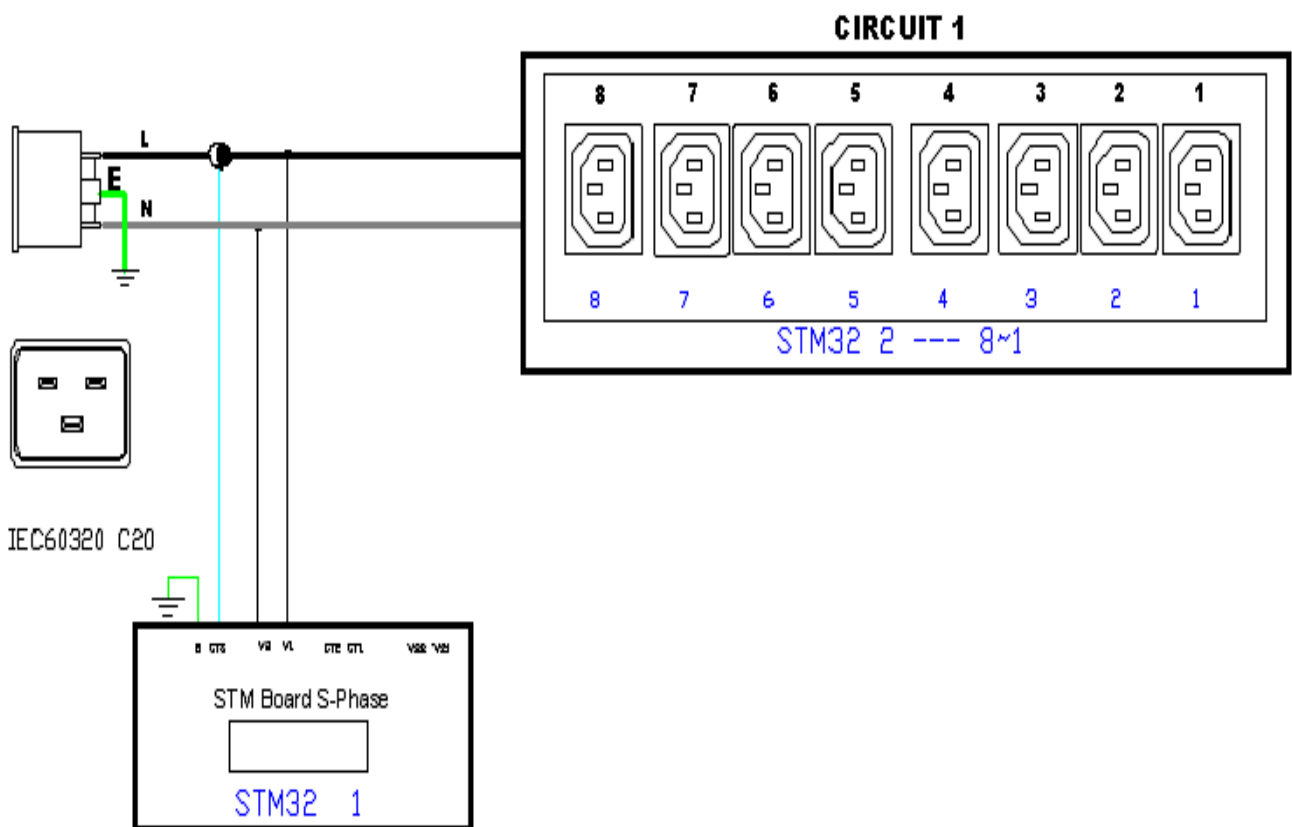 CIRCUIT 1
8 7 6 5 4 3 2 1
L
E
N
8 7 6 5 4 3 2 1
STM32 2 --- 8~1
IEC60320 C20
V1
STM Board S-Phase
STM32 1